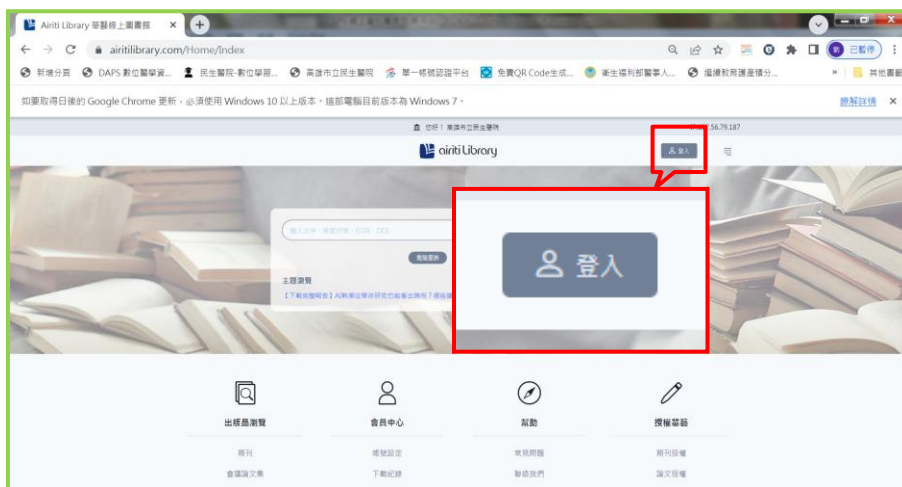 Airiti Library 華藝線上圖書館
airitilibrary.com/Home/Index
已暫停
新增分頁
DAPS 數位醫學資...
民生醫院-數位學習...
高雄市立民生醫院
單一帳號認證平台
免費QR Code生成...
衛生福利部醫事人...
繼續教育護產積分...
其他書籤
如要取得日後的 Google Chrome 更新，必須使用 Windows 10 以上版本。這部電腦目前版本為 Windows 7。
瞭解詳情
您好！ 高雄市立民生醫院
.56.79.187
airiti Library
登入
登入
主題瀏覽
出版品瀏覽
會員中心
幫助
授權華藝
期刊
帳號設定
常見問題
期刊授權
會議論文集
下載紀錄
聯絡我們
論文授權